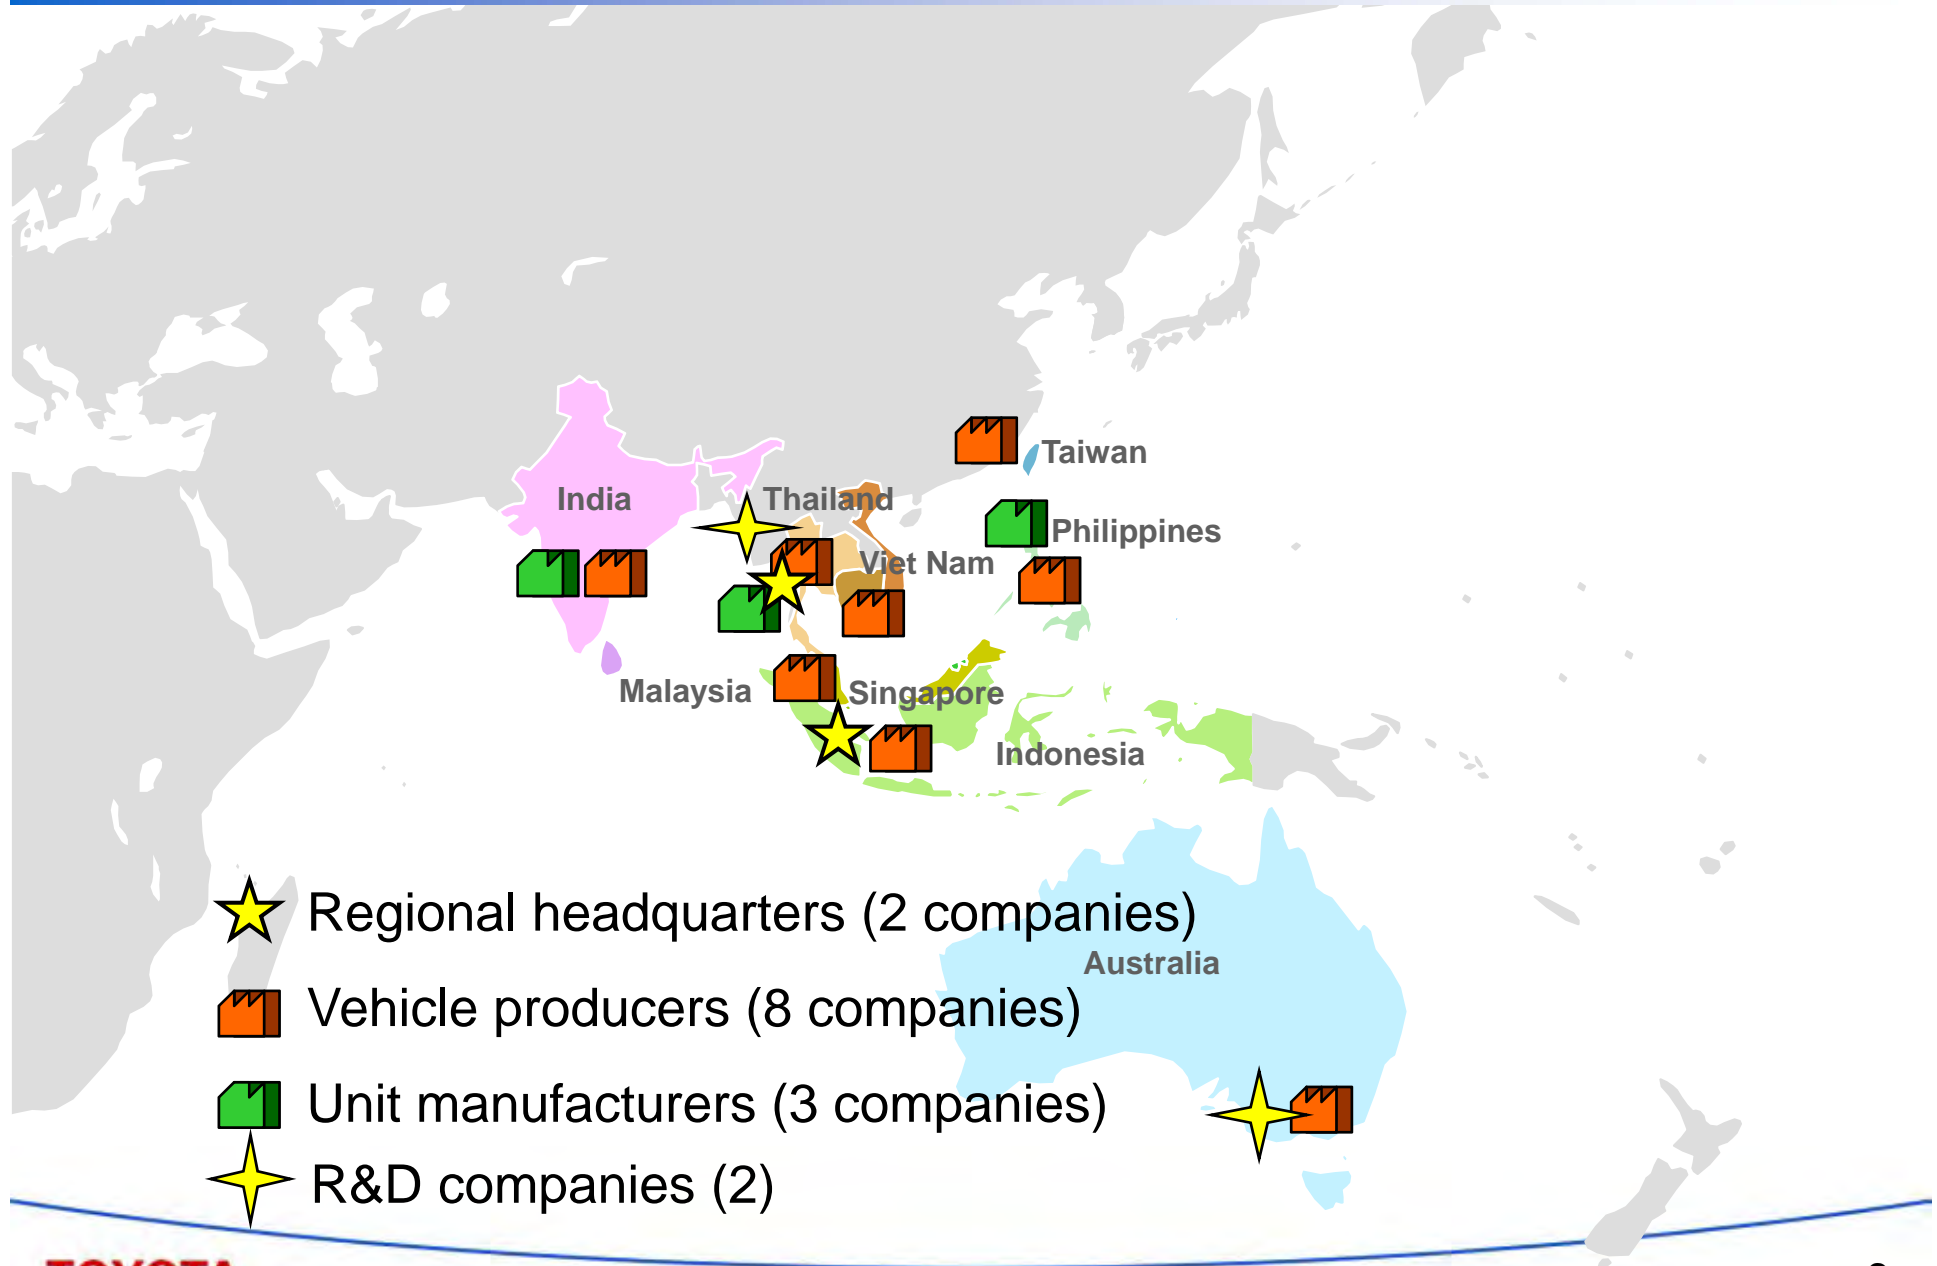 Taiwan
India
Thailand
Philippines
Viet Nam
Malaysia
Singapore
Indonesia
Regional headquarters (2 companies)
Australia
Vehicle producers (8 companies)
Unit manufacturers (3 companies)
R&D companies (2)
TOYOTA